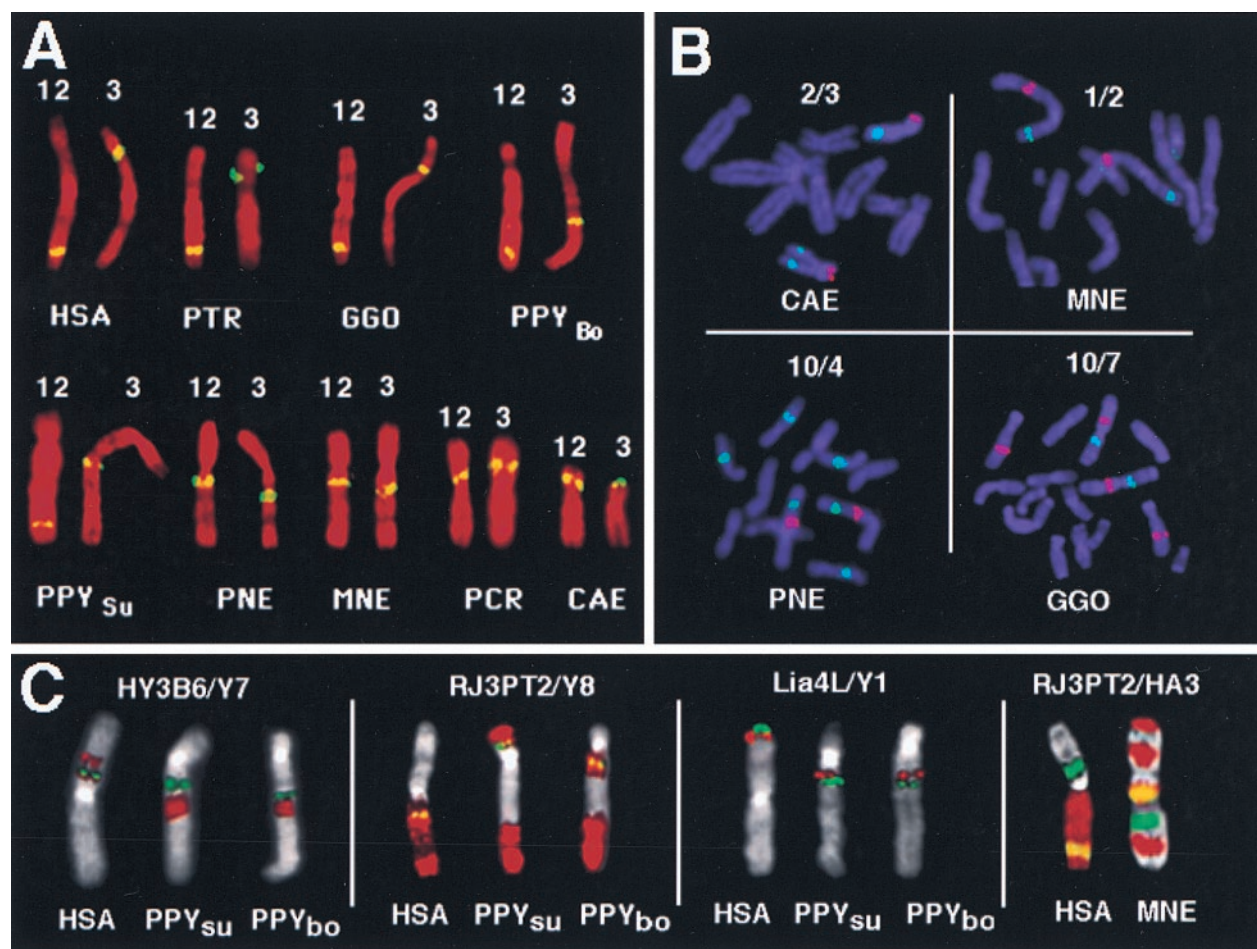 A
12 3 12 3 12 3 12 3
HSA PTR GGO PPY Bo
12 3 12 3 12 3 12 3 12 3
PPY Su PNE MNE PCR CAE
B
2/3 1/2
CAE MNE
10/4 10/7
PNE GGO
C
HY3B6/Y7 RJ3PT2/Y8 Lia4L/Y1 RJ3PT2/HA3
HSA PPYsu PPYbo HSA PPYsu PPYbo HSA PPYsu PPYbo HSA MNE